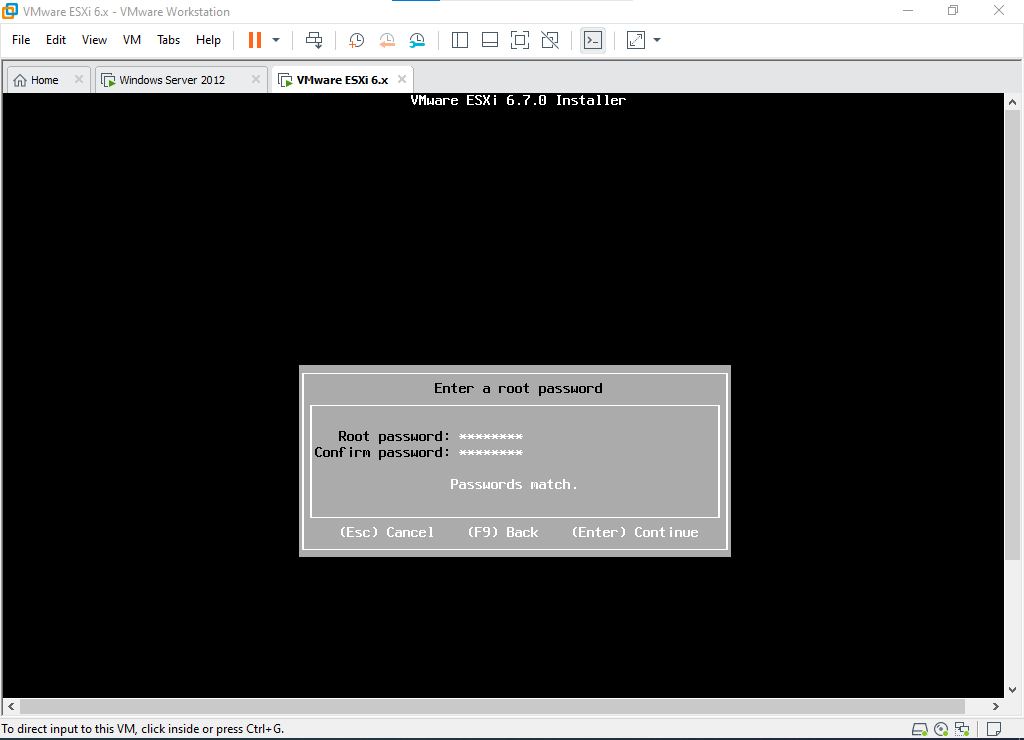 VMware ESXi 6.x - VMware Workstation
File Edit View VM Tabs Help
Home Windows Server 2012 VMware ESXi 6.x
VMware ESXi 6.7.0 Installer
Enter a root password
Root password: ********
Confirm password: ********
Passwords match.
(Esc) Cancel (F9) Back (Enter) Continue
To direct input to this VM, click inside or press Ctrl+G.